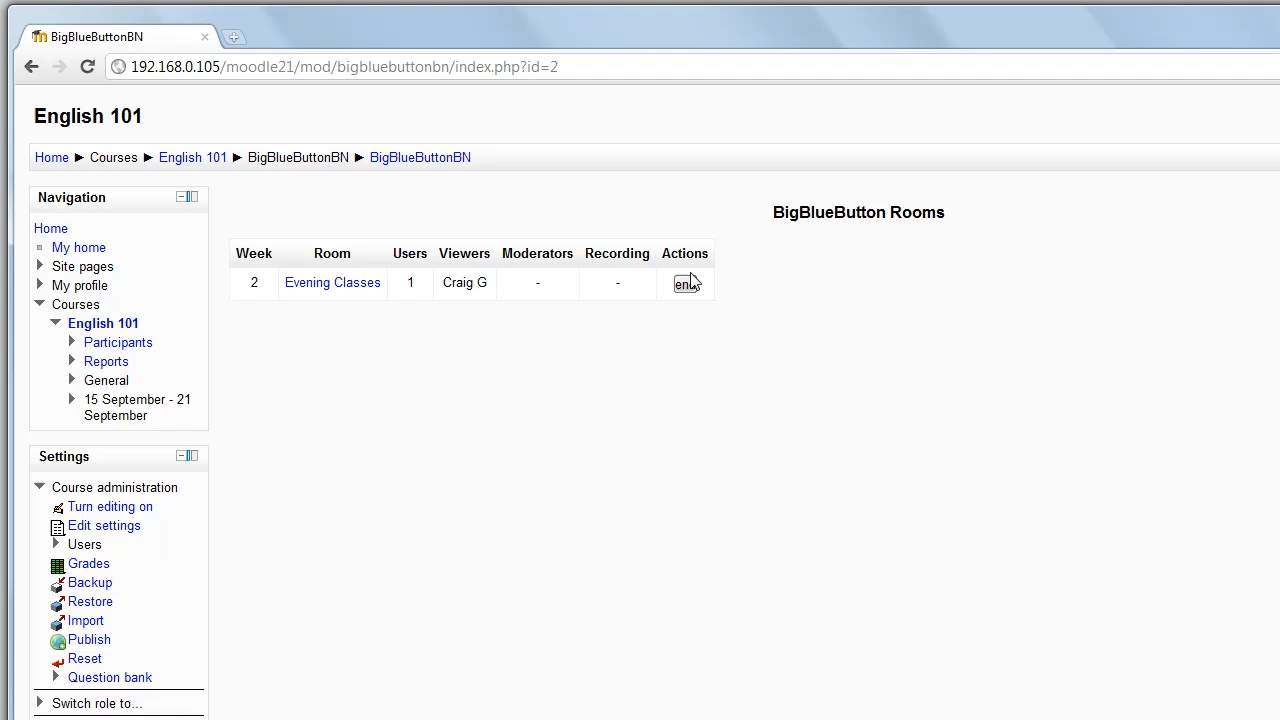 BigBlueButtonBN
192.168.0.105/moodle21/mod/bigbluebuttonbn/index.php?id=2
English 101
Home ► Courses ► English 101 ► BigBlueButtonBN ► BigBlueButtonBN
Navigation
Home
My home
Site pages
My profile
Courses
English 101
Participants
Reports
General
15 September - 21
September
Settings
Course administration
Turn editing on
Edit settings
Users
Grades
Backup
Restore
Import
Publish
Reset
Question bank
Switch role to...
BigBlueButton Rooms
Week Room Users Viewers Moderators Recording Actions
2 Evening Classes 1 Craig G - -